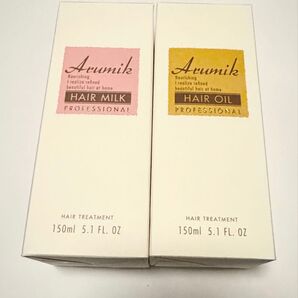 Arumik
Nourishing
I realize refined
beautiful hair at home
HAIR MILK
PROFESSIONAL
HAIR TREATMENT
150ml 5.1 FL. OZ
Arumik
Nourishing
I realize refined
beautiful hair at home
HAIR OIL
PROFESSIONAL
HAIR TREATMENT
150ml 5.1 FL. OZ